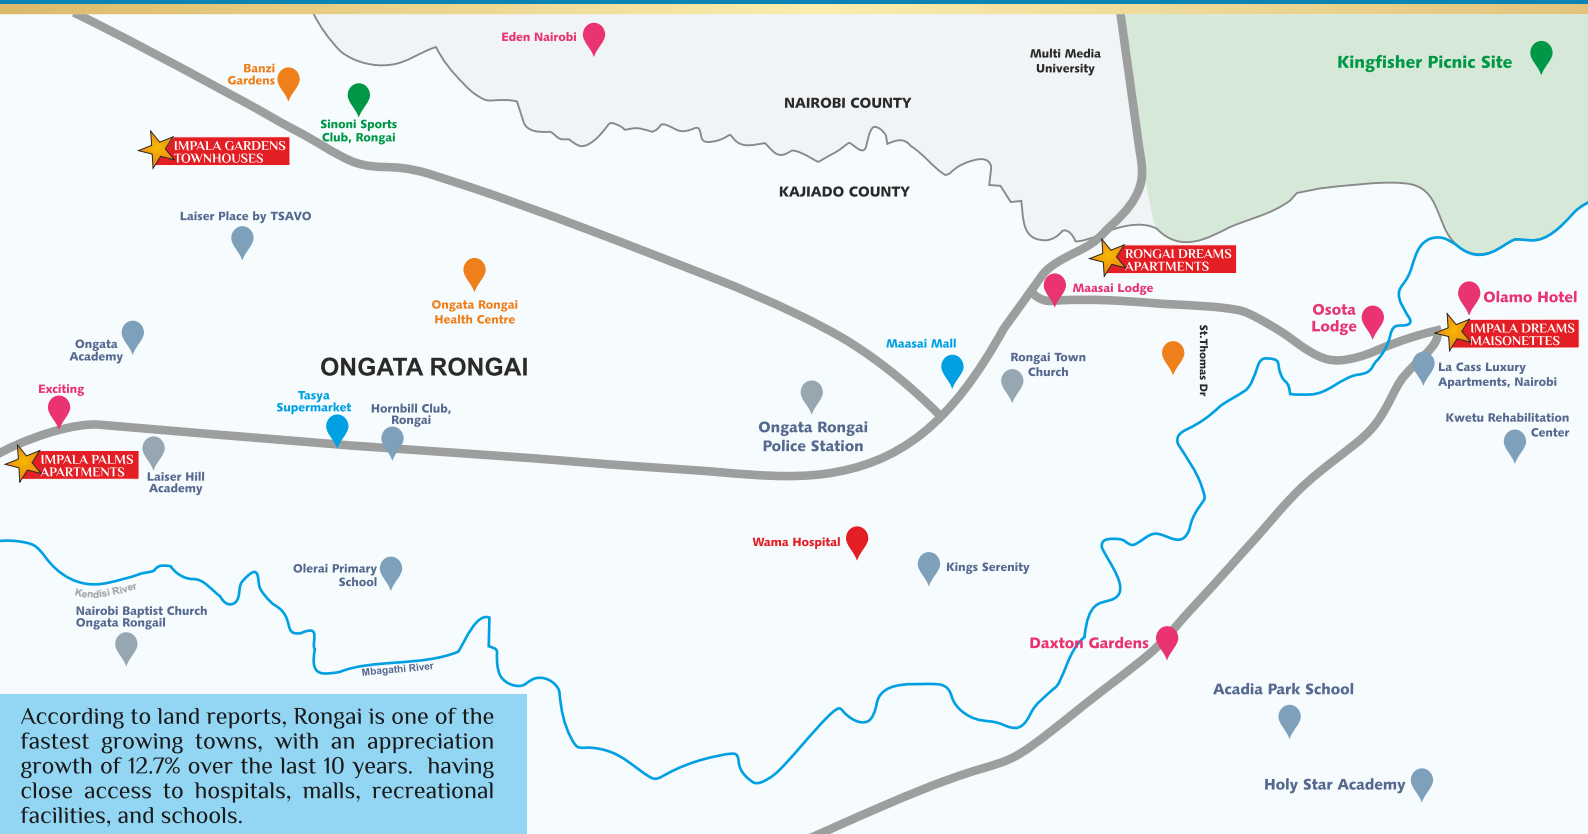 Eden Nairobi
Multi Media
University
Kingfisher Picnic Site
Banzi
Gardens
Sinoni Sports
Club, Rongai
NAIROBI COUNTY
IMPALA GARDENS
TOWNHOUSES
KAJIADO COUNTY
Laiser Place by TSAVO
RONGAI DREAMS
APARTMENTS
Maasai Lodge
Olamo Hotel
Ongata Rongai
Health Centre
Osota
Lodge
IMPALA DREAMS
MAISONETTES
Ongata
Academy
Maasai Mall
St.Thomas Dr
Rongai Town
Church
ONGATA RONGAI
La Cass Luxury
Apartments, Nairobi
Exciting
Tasya
Supermarket
Hornbill Club,
Rongai
Kwetu Rehabilitation
Center
Ongata Rongai
Police Station
IMPALA PALMS
APARTMENTS
Laiser Hill
Academy
Wama Hospital
Kings Serenity
Olerai Primary
School
Kendisi River
Nairobi Baptist Church
Ongata Rongail
Mbagathi River
Daxton Gardens
Acadia Park School
Holy Star Academy
According to land reports, Rongai is one of the
fastest growing towns, with an appreciation
growth of 12.7% over the last 10 years. having
close access to hospitals, malls, recreational
facilities, and schools.